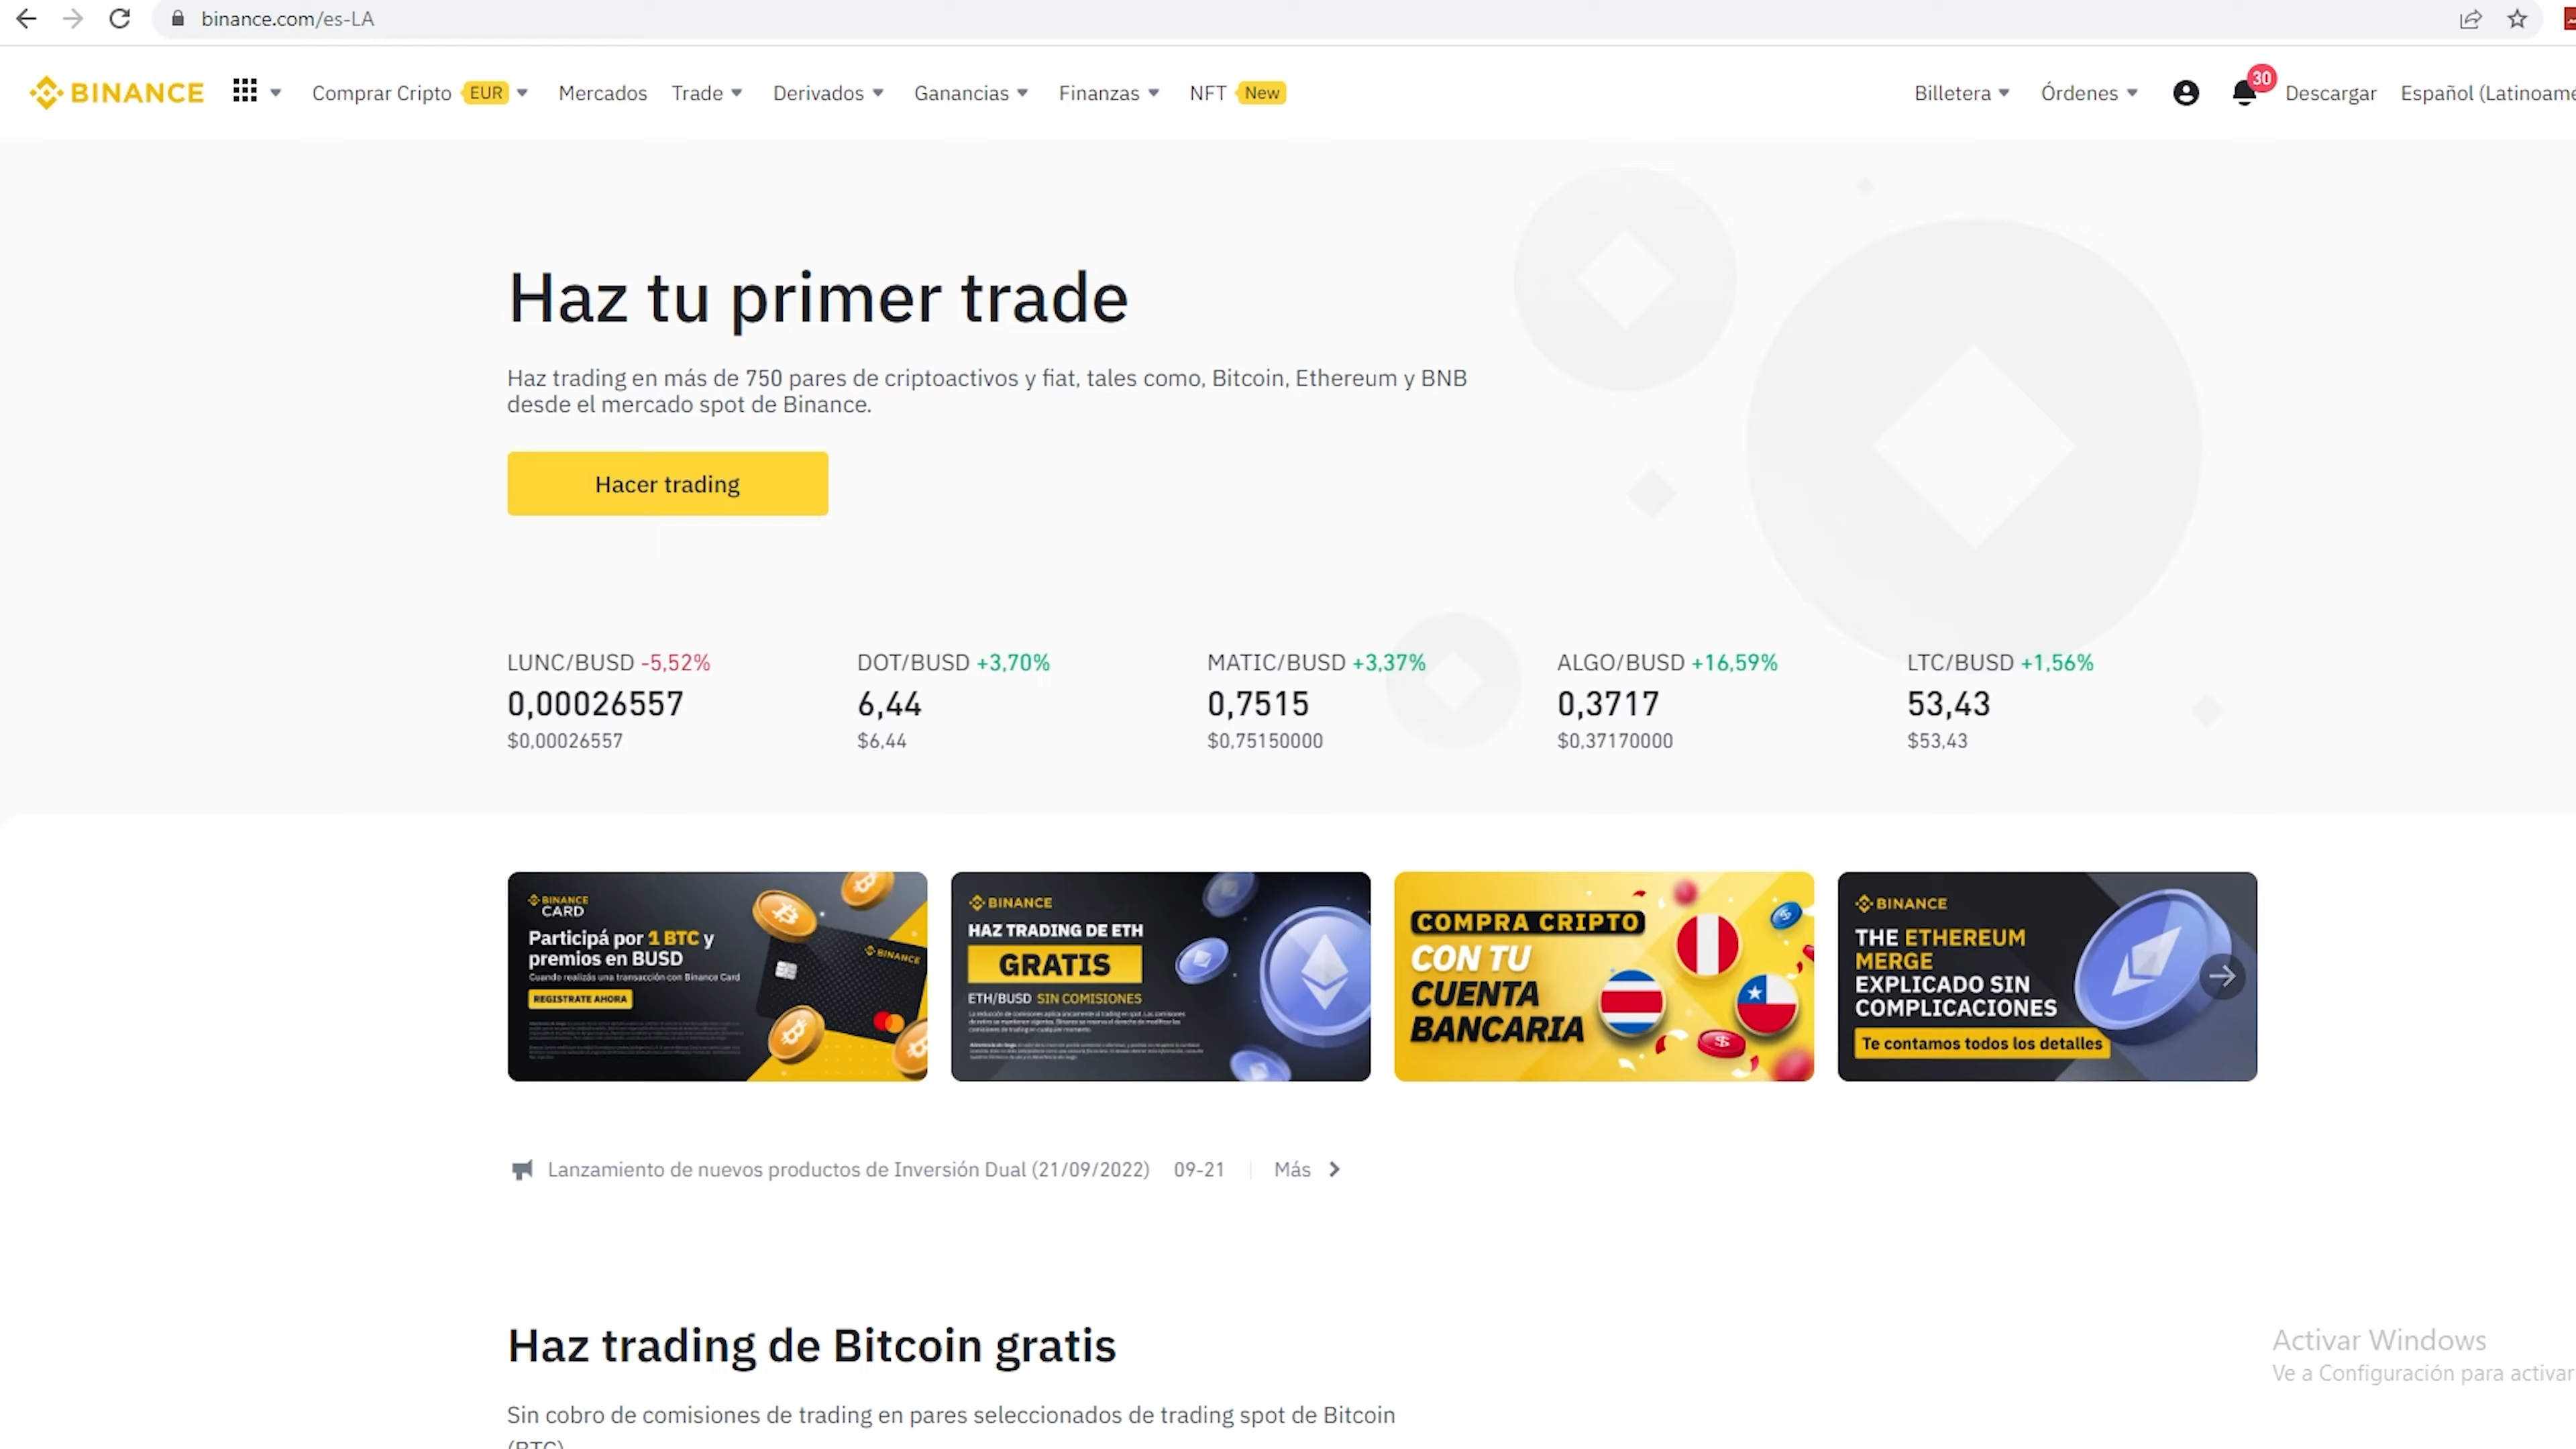 binance.com/es-LA
BINANCE
Comprar Cripto EUR
Mercados
Trade
Derivados
Ganancias
Finanzas
NFT New
Billetera
Órdenes
30
Descargar
Español (Latinoamé
Haz tu primer trade
Haz trading en más de 750 pares de criptoactivos y fiat, tales como, Bitcoin, Ethereum y BNB
desde el mercado spot de Binance.
Hacer trading
LUNC/BUSD -5,52%
0,00026557
$0,00026557
DOT/BUSD +3,70%
6,44
$6,44
MATIC/BUSD +3,37%
0,7515
$0,75150000
ALGO/BUSD +16,59%
0,3717
$0,37170000
LTC/BUSD +1,56%
53,43
$53,43
BINANCE
CARD
Participá por 1 BTC y
premios en BUSD
Cuando realizás una transacción con Binance Card
REGISTRATE AHORA
BINANCE
BINANCE
HAZ TRADING DE ETH
GRATIS
ETH/BUSD SIN COMISIONES
COMPRA CRIPTO
CON TU
CUENTA
BANCARIA
BINANCE
THE ETHEREUM
MERGE
EXPLICADO SIN
COMPLICACIONES
Te contamos todos los detalles
Lanzamiento de nuevos productos de Inversión Dual (21/09/2022) 09-21 Más
Haz trading de Bitcoin gratis
Sin cobro de comisiones de trading en pares seleccionados de trading spot de Bitcoin
(BTC)
Activar Windows
Ve a Configuración para activar